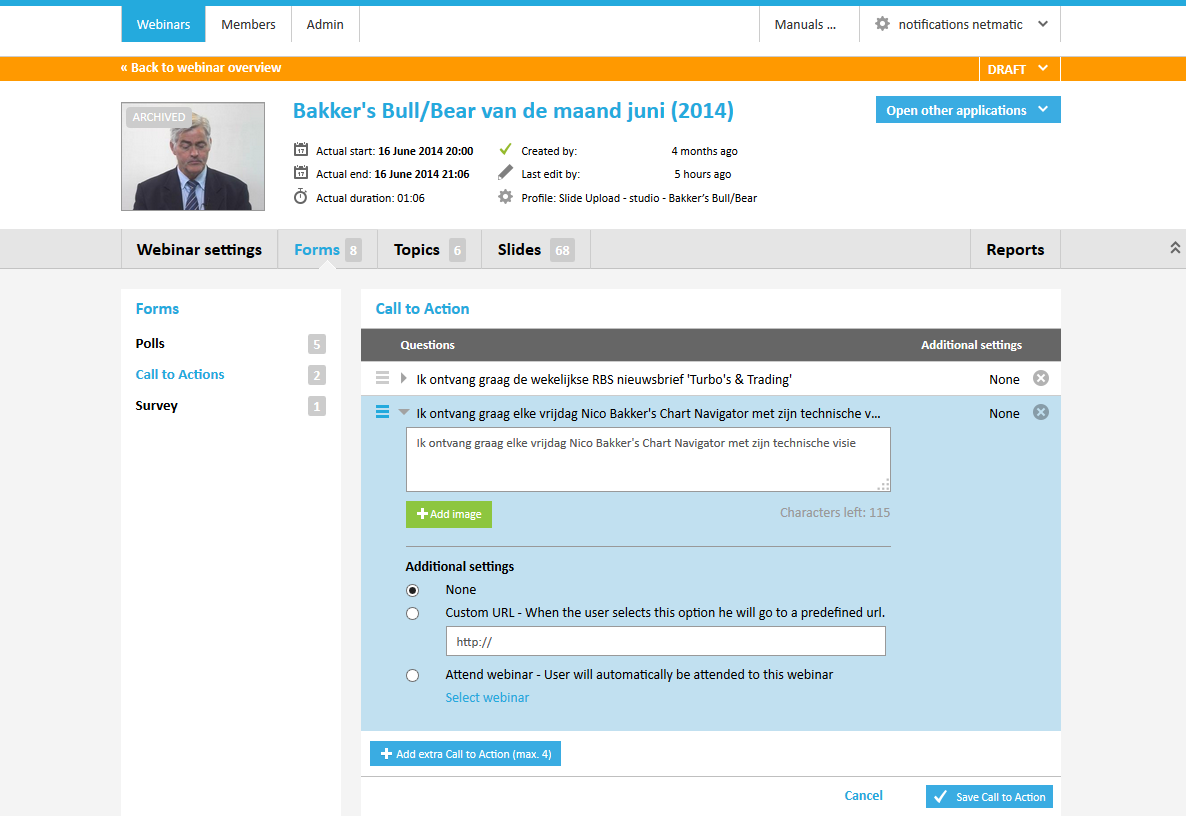 Webinars Members Admin Manuals ... notifications netmatic
« Back to webinar overview DRAFT
ARCHIVED
Bakker's Bull/Bear van de maand juni (2014) Open other applications
17 Actual start: 16 June 2014 20:00 Created by: 4 months ago
17 Actual end: 16 June 2014 21:06 Last edit by: 5 hours ago
Actual duration: 01:06 Profile: Slide Upload - studio - Bakker's Bull/Bear
Webinar settings Forms 8 Topics 6 Slides 68 Reports
Forms
Polls 5
Call to Actions 2
Survey 1
Call to Action
Questions Additional settings
Ik ontvang graag de wekelijkse RBS nieuwsbrief 'Turbo's & Trading' None
Ik ontvang graag elke vrijdag Nico Bakker's Chart Navigator met zijn technische v... None
Ik ontvang graag elke vrijdag Nico Bakker's Chart Navigator met zijn technische visie
Add image Characters left: 115
Additional settings
None
Custom URL - When the user selects this option he will go to a predefined url.
http://
Attend webinar - User will automatically be attended to this webinar
Select webinar
Add extra Call to Action (max. 4)
Cancel Save Call to Action